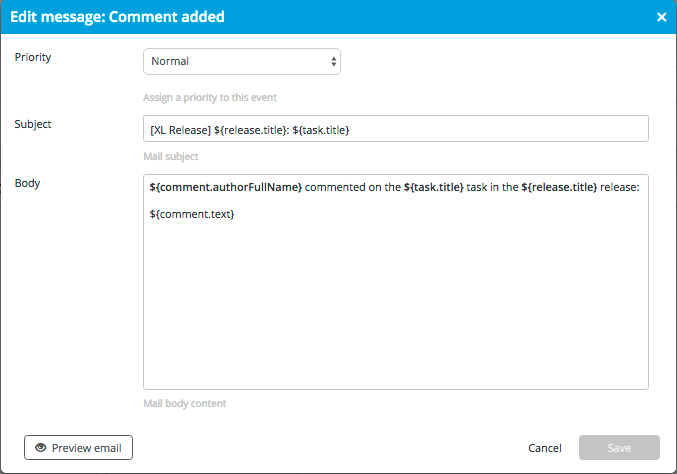 Edit message: Comment added
Priority
Normal
Assign a priority to this event
Subject
[XL Release] ${release.title}: ${task.title}
Mail subject
Body
${comment.authorFullName} commented on the ${task.title} task in the ${release.title} release:
${comment.text}
Mail body content
Preview email
Cancel
Save